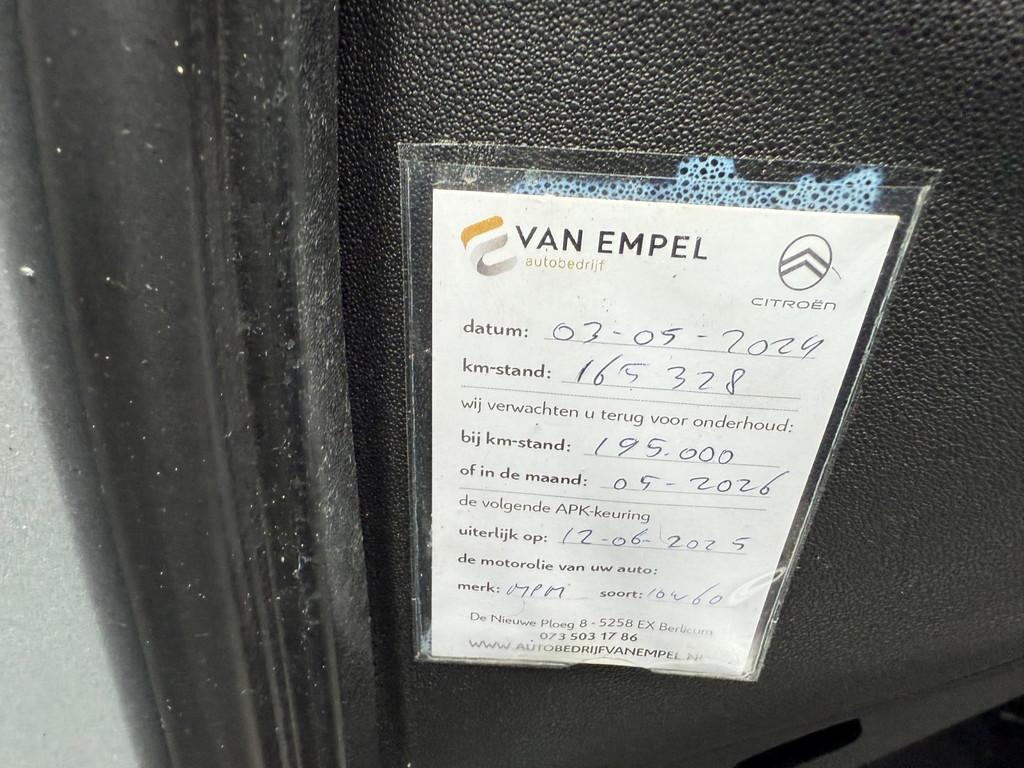 VAN EMPEL
autobedrijf
CITROËN
datum: 03-05-2024
km-stand: 165 328
wij verwachten u terug voor onderhoud:
bij km-stand: 195.000
of in de maand: 05-2026
de volgende APK-keuring
uiterlijk op: 12-06-2025
de motorolie van uw auto:
merk: MPM soort: 10w60
De Nieuwe Ploeg 8 - 5258 EX Berlicum
073 503 17 86
WWW.AUTOBEDRIJFVANEMPEL.NL